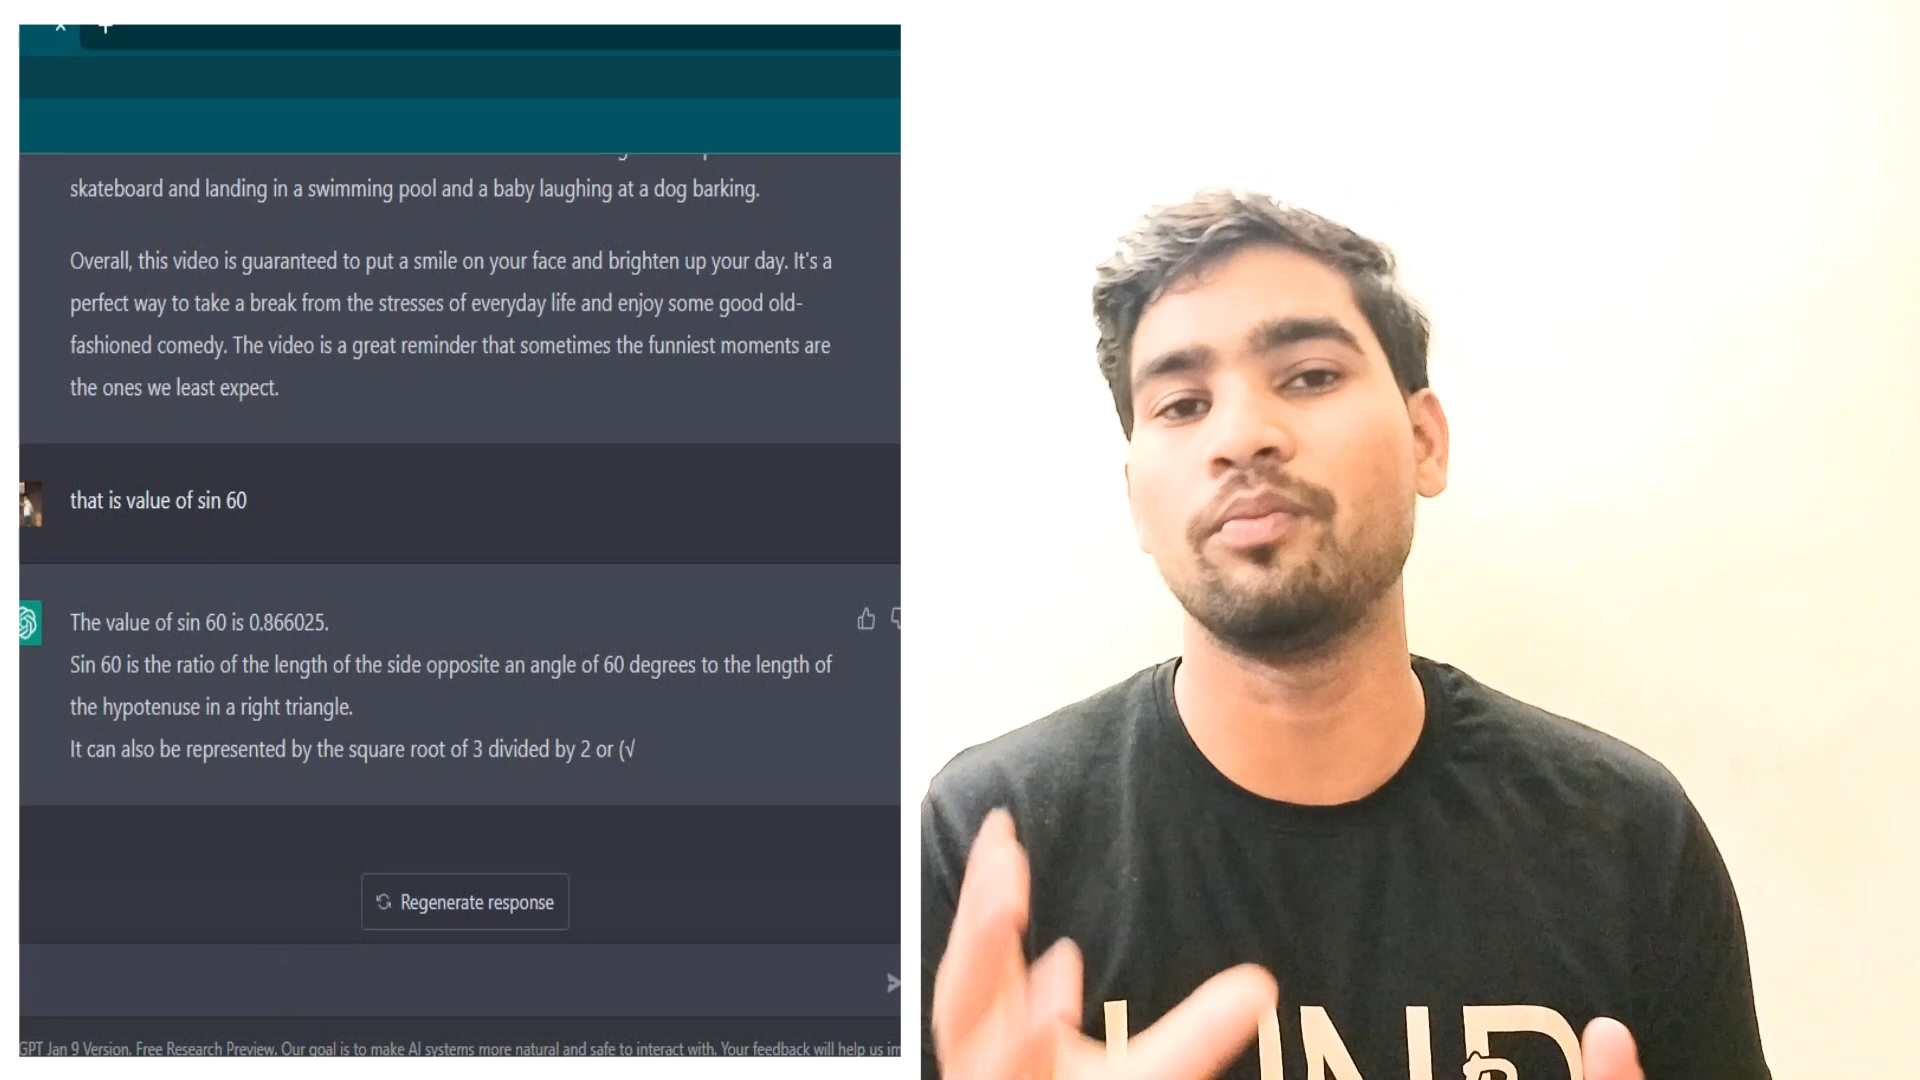 skateboard and landing in a swimming pool and a baby laughing at a dog barking.
Overall, this video is guaranteed to put a smile on your face and brighten up your day. It's a
perfect way to take a break from the stresses of everyday life and enjoy some good old-
fashioned comedy. The video is a great reminder that sometimes the funniest moments are
the ones we least expect.
that is value of sin 60
The value of sin 60 is 0.866025.
Sin 60 is the ratio of the length of the side opposite an angle of 60 degrees to the length of
the hypotenuse in a right triangle.
It can also be represented by the square root of 3 divided by 2 or (√
Regenerate response
GPT Jan 9 Version. Free Research Preview. Our goal is to make AI systems more natural and safe to interact with. Your feedback will help us im